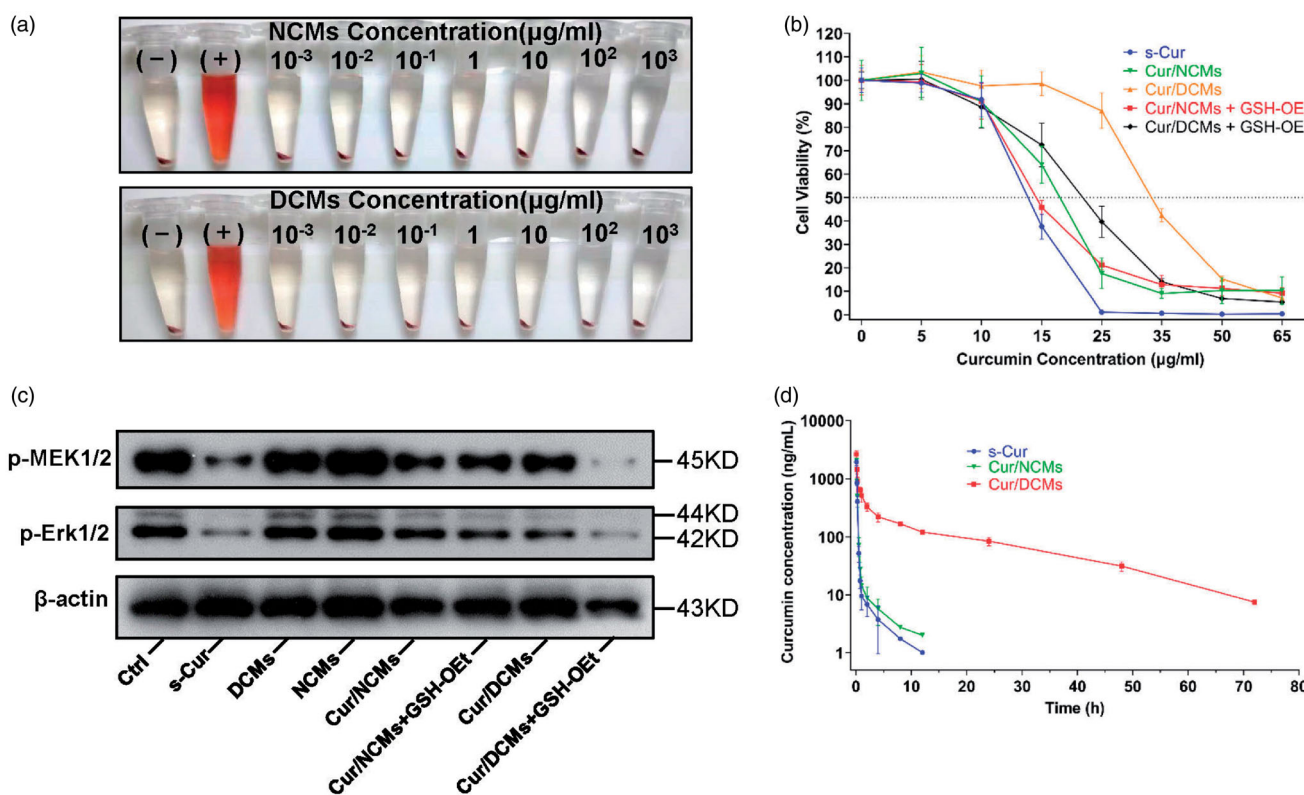 (a)
NCMs Concentration(μg/ml)
(−) (+) 10-3 10-2 10-1 1 10 102 103
DCMs Concentration(μg/ml)
(−) (+) 10-3 10-2 10-1 1 10 102 103
(b)
120
110
100
90
80
70
60
50
40
30
20
10
0
Cell Viability (%)
s-Cur
Cur/NCMs
Cur/DCMs
Cur/NCMs + GSH-OE
Cur/DCMs + GSH-OE
0 5 10 15 25 35 50 65
Curcumin Concentration (μg/ml)
(c)
p-MEK1/2
45KD
p-Erk1/2
44KD
42KD
β-actin
43KD
Ctrl
s-Cur
DCMs
NCMs
Cur/NCMs
Cur/NCMs+GSH-OEt
Cur/DCMs
Cur/DCMs+GSH-OEt
(d)
10000
1000
100
10
1
Curcumin concentration (ng/mL)
s-Cur
Cur/NCMs
Cur/DCMs
0 10 20 30 40 50 60 70 80
Time (h)